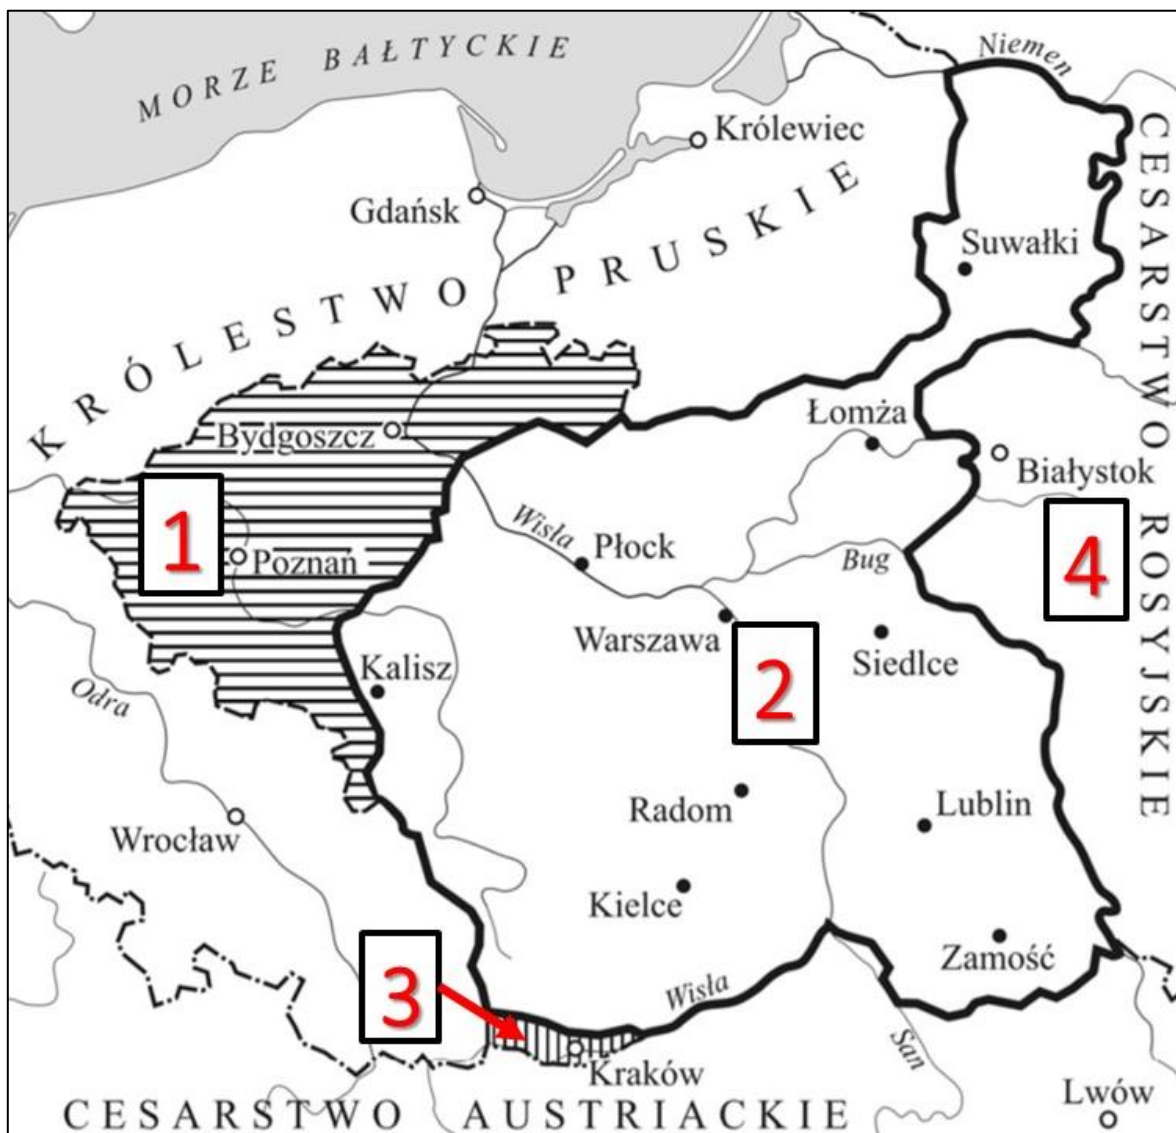 MORZE BAŁTYCKIE
Niemen
Królewiec
Gdańsk
CESARSTWO ROSYJSKIE
KRÓLESTWO PRUSKIE
Suwałki
Łomża
Bydgoszcz
Białystok
1
Wisła
Płock
Bug
4
Poznań
Warszawa
2
Siedlce
Kalisz
Odra
Radom
Lublin
Wrocław
Kielce
Zamość
3
Wisła
San
Kraków
Lwów
CESARSTWO AUSTRIACKIE